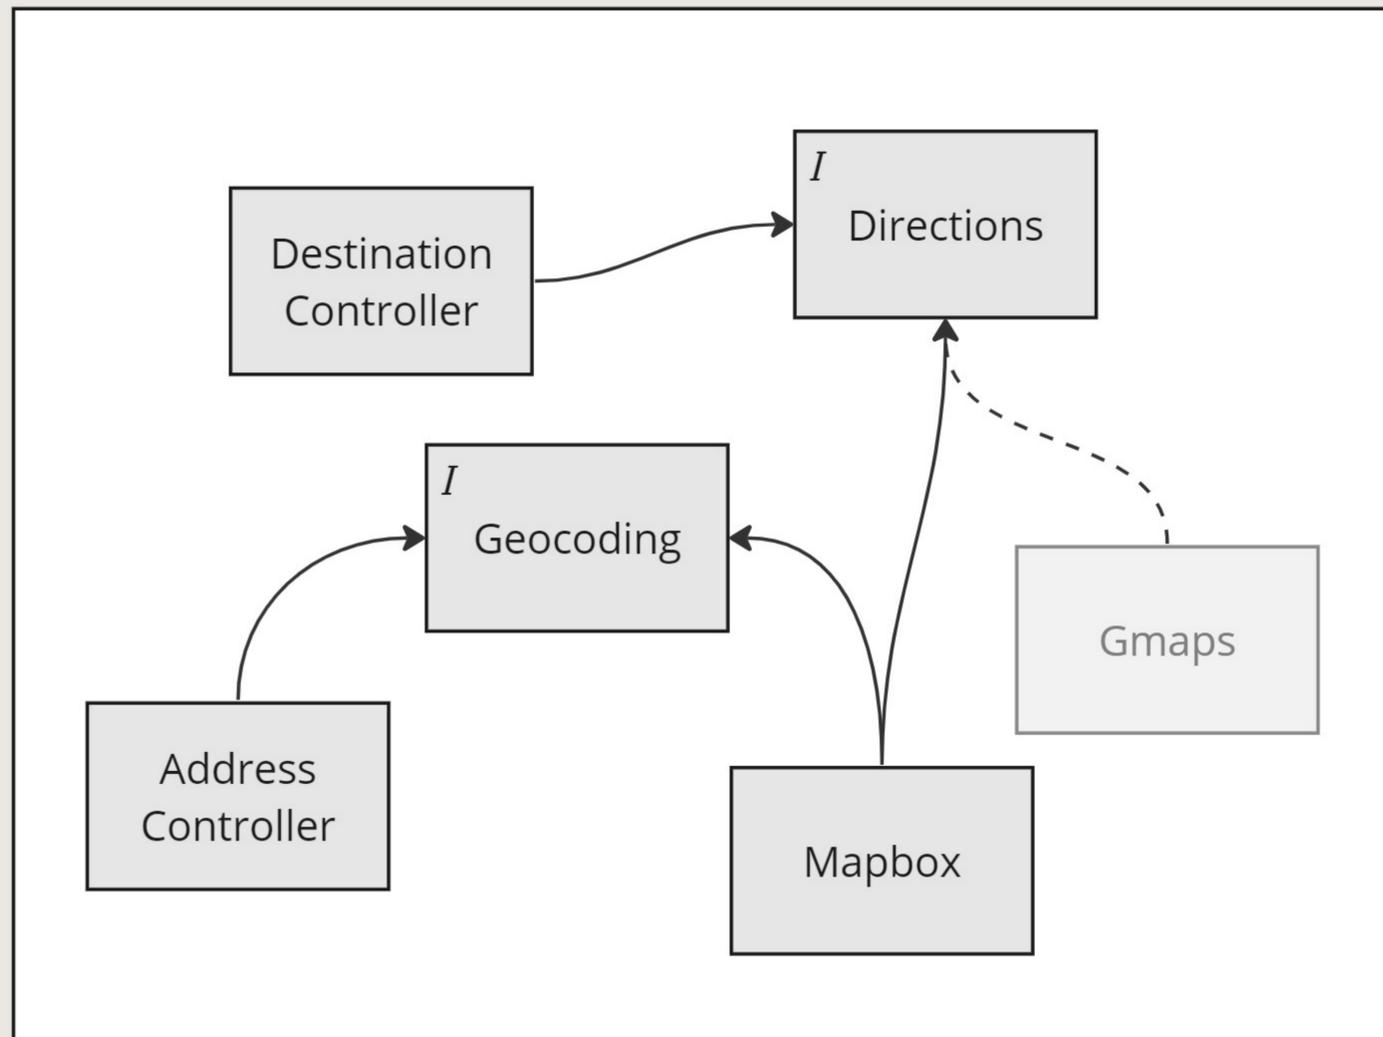 I
Directions
Destination
Controller
I
Geocoding
Gmaps
Address
Controller
Mapbox